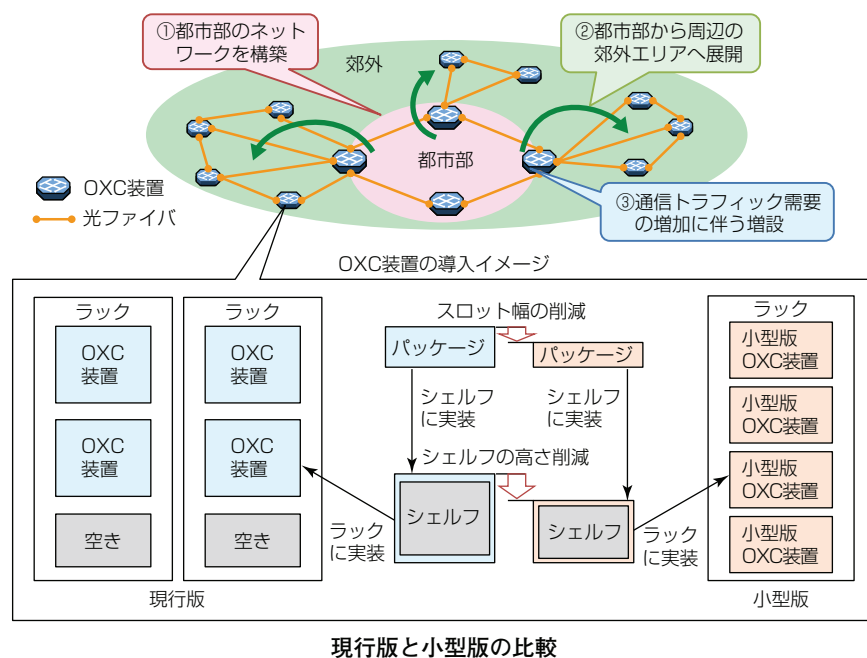 ①都市部のネット
ワークを構築
②都市部から周辺の
郊外エリアへ展開
郊外
都市部
OXC装置
光ファイバ
③通信トラフィック需要
の増加に伴う増設
OXC装置の導入イメージ
ラック
OXC
装置
OXC
装置
空き
ラック
OXC
装置
OXC
装置
空き
現行版
スロット幅の削減
パッケージ
パッケージ
シェルフ
に実装
シェルフ
に実装
シェルフの高さ削減
シェルフ
シェルフ
ラック
に実装
ラック
に実装
ラック
小型版
OXC装置
小型版
OXC装置
小型版
OXC装置
小型版
OXC装置
小型版
現行版と小型版の比較